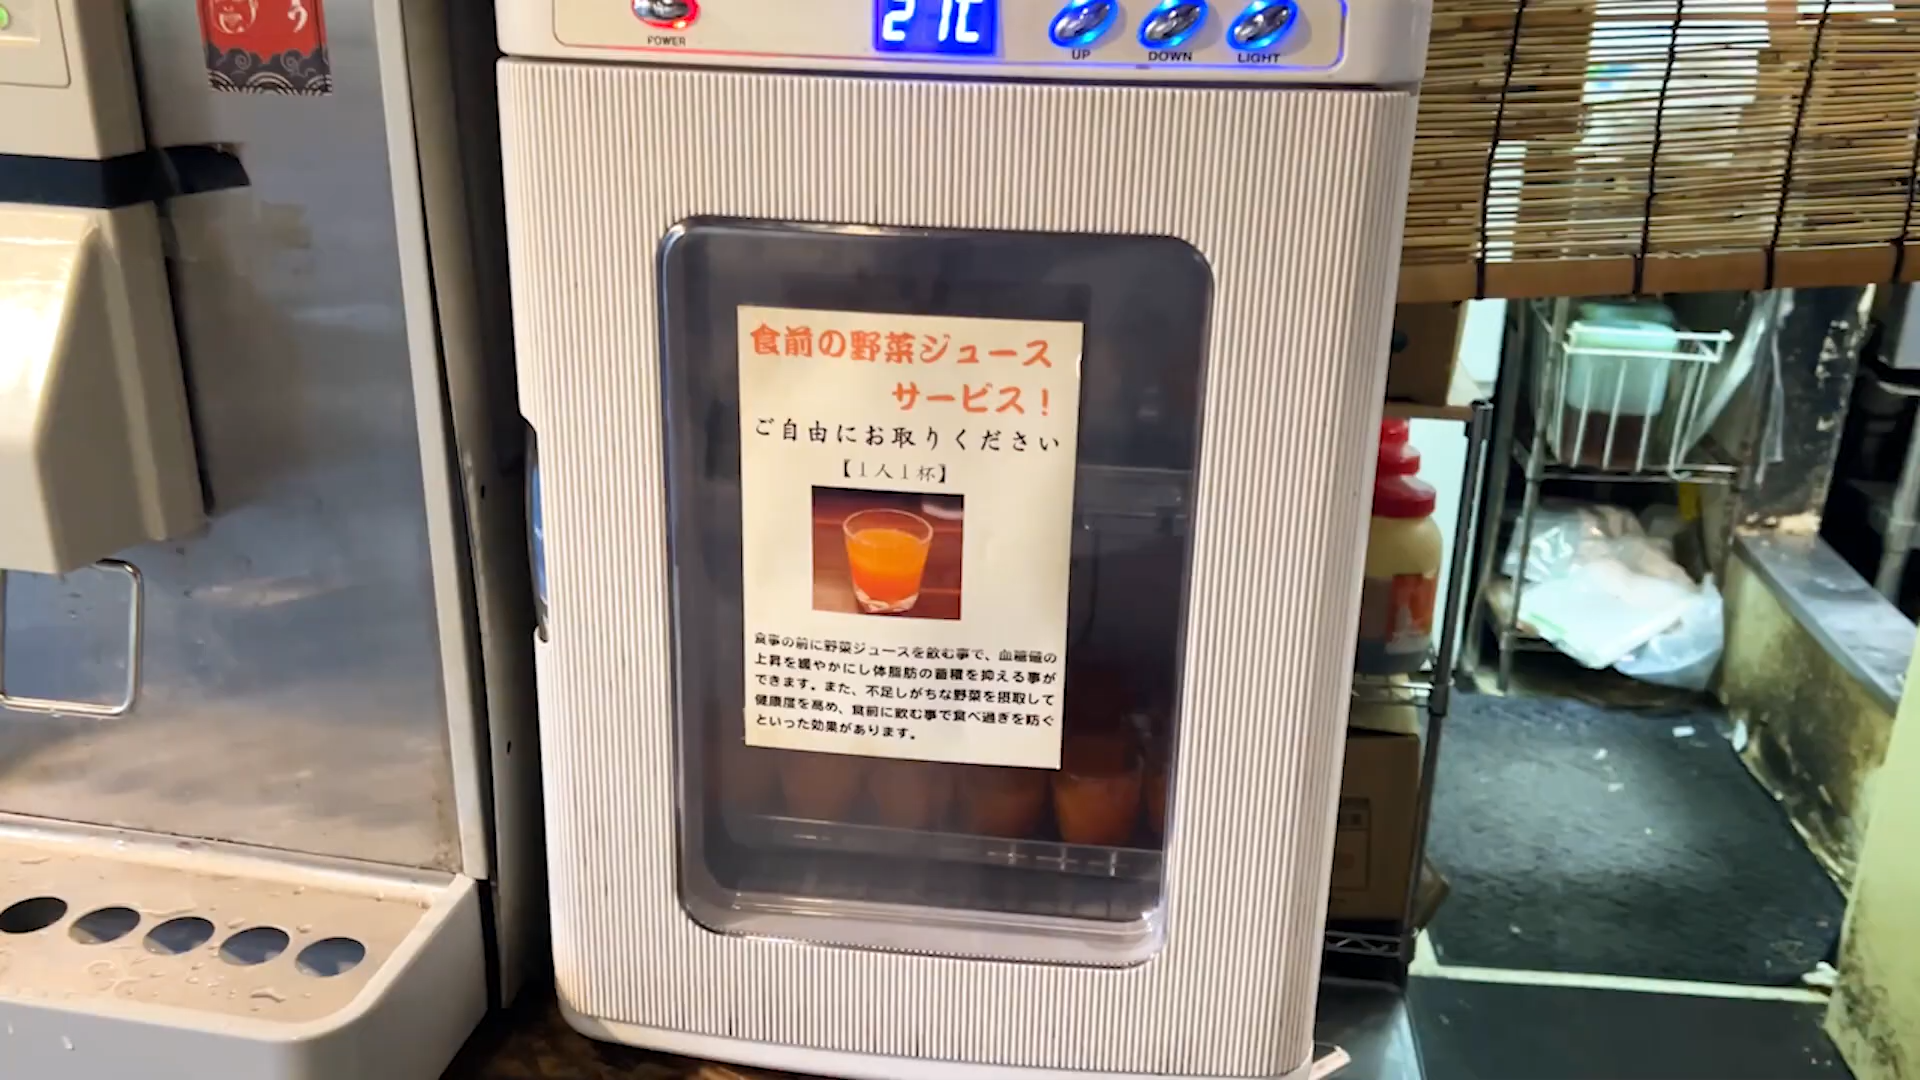 POWER
UP
DOWN
LIGHT
食前の野菜ジュース
サービス！
ご自由にお取りください
【1人1杯】
食事の前に野菜ジュースを飲む事で、血糖値の
上昇を緩やかにし体脂肪の蓄積を抑える事が
できます。また、不足しがちな野菜を摂取して
健康度を高め、食前に飲む事で食べ過ぎを防ぐ
といった効果があります。